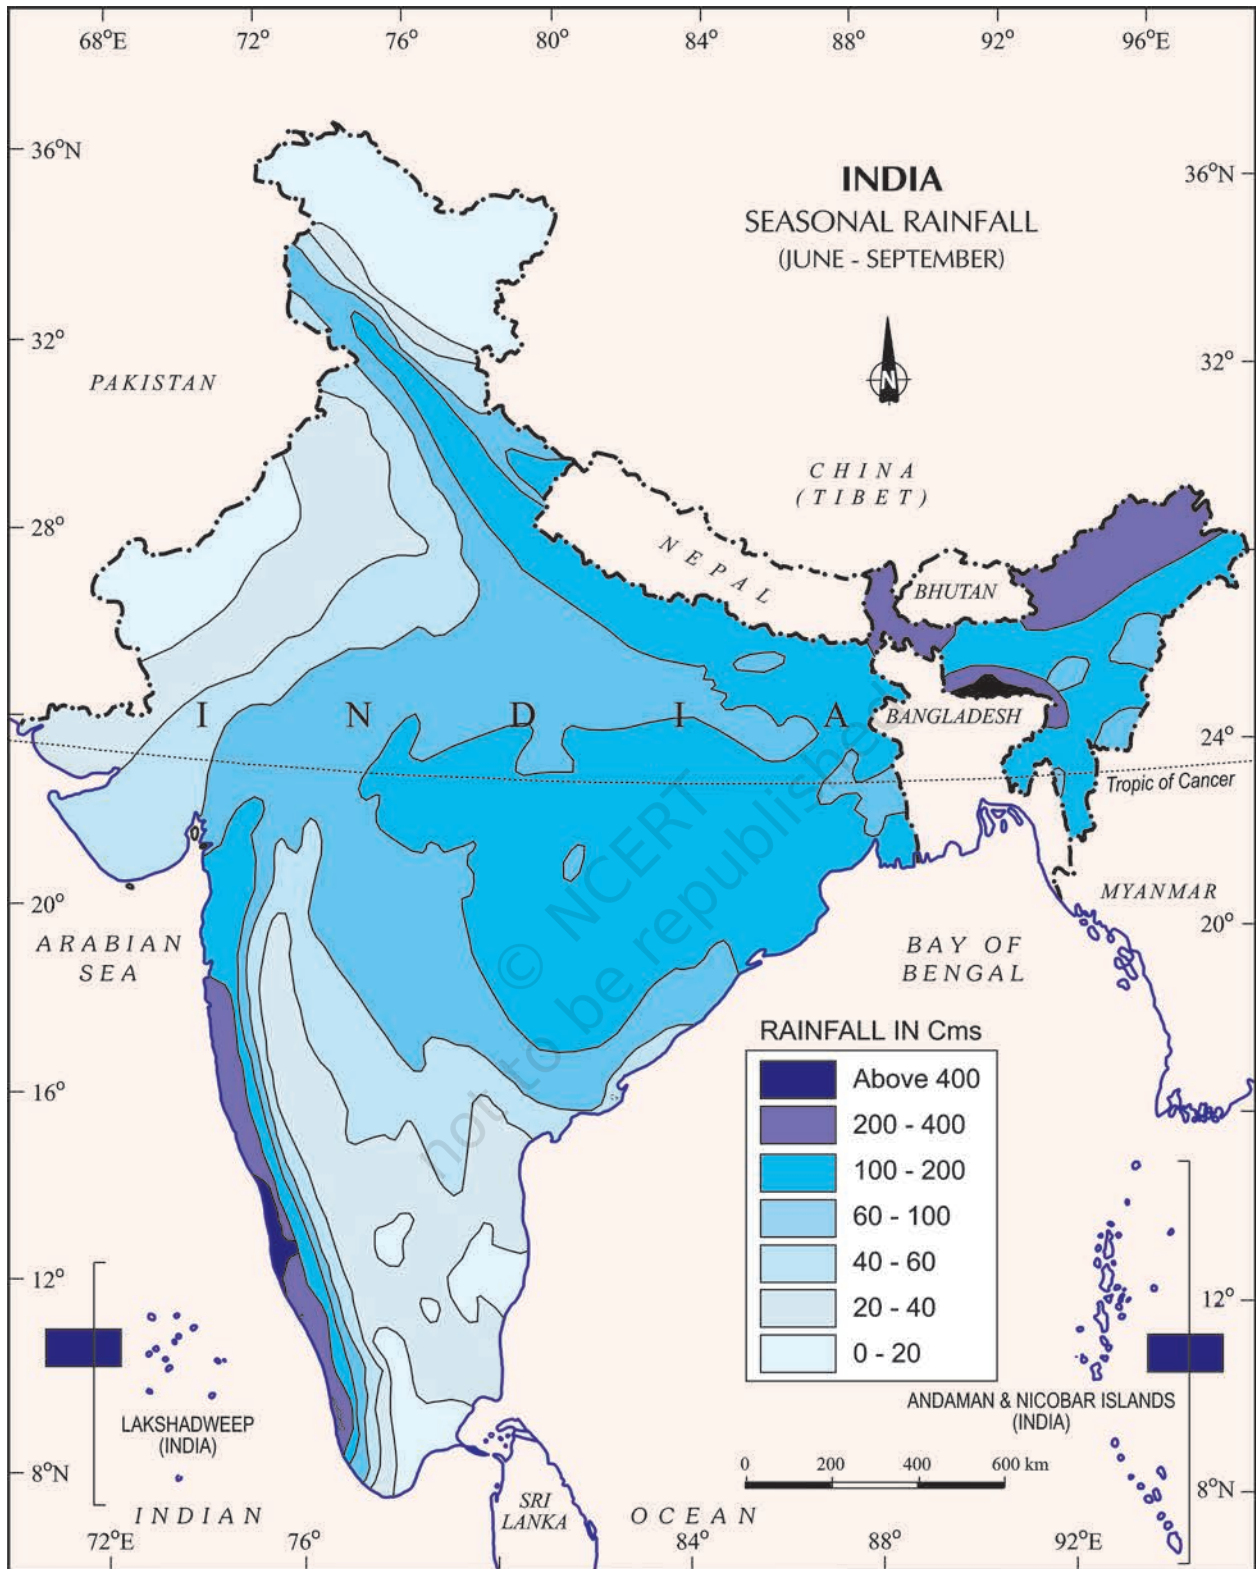 68°E 72° 76° 80° 84° 88° 92° 96°E
36°N
36°N
INDIA
SEASONAL RAINFALL
(JUNE - SEPTEMBER)
32°
32°
N
PAKISTAN
CHINA
(TIBET)
28°
NEPAL
BHUTAN
INDIA
BANGLADESH
24°
Tropic of Cancer
20°
MYANMAR
20°
ARABIAN
SEA
BAY OF
BENGAL
© NCERT
not to be republished
RAINFALL IN Cms
Above 400
200 - 400
100 - 200
60 - 100
40 - 60
20 - 40
0 - 20
16°
12°
12°
LAKSHADWEEP
(INDIA)
ANDAMAN & NICOBAR ISLANDS
(INDIA)
0 200 400 600 km
8°N
8°N
INDIAN OCEAN
SRI
LANKA
72°E 76° 84° 88° 92°E